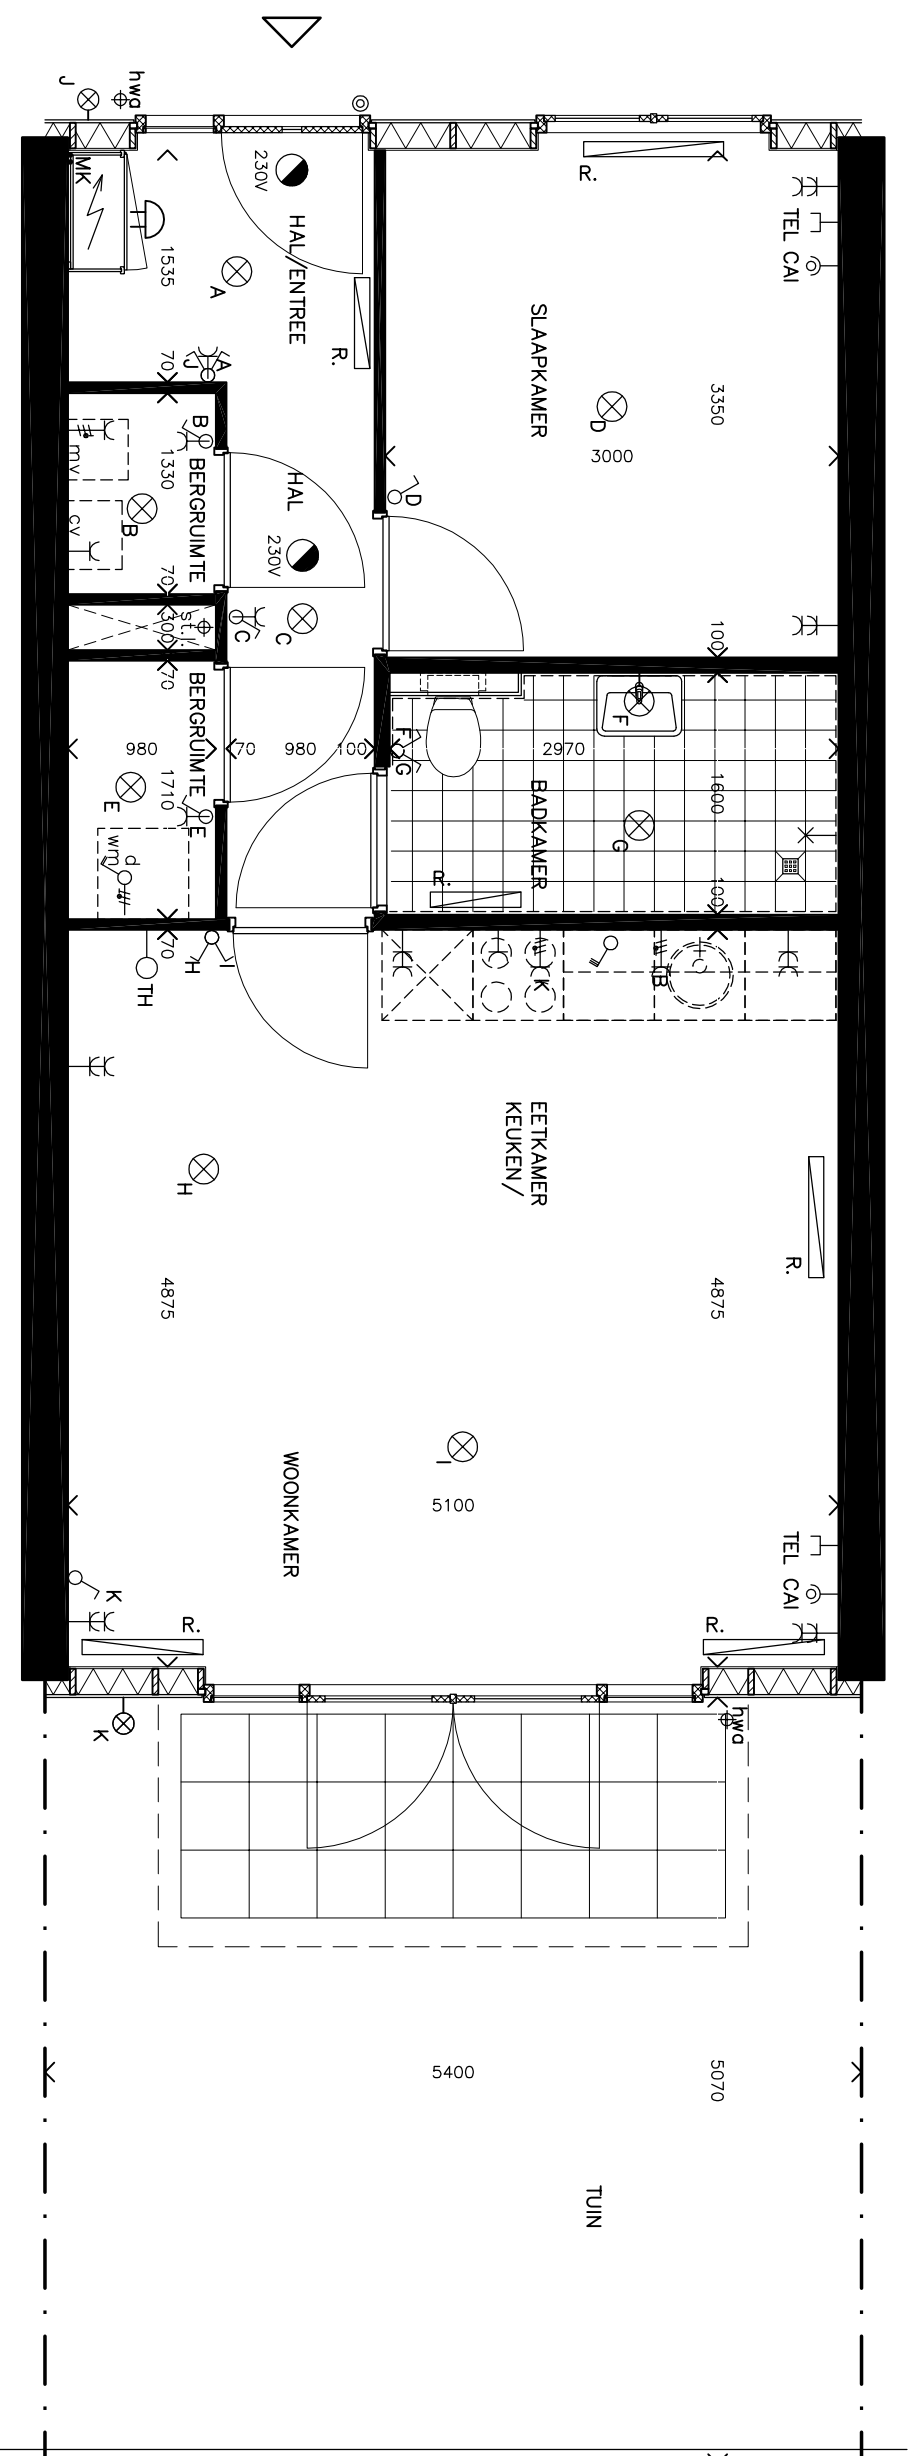 J
hwa
MK
230V
HAL/ENTREE
A
1535
R.
R.
TEL CAI
SLAAPKAMER
D
3350
3000
D
70
J
A
B
mv
1330
BERGRUIMTE
cv
B
70
HAL
230V
C
C
st.l.
300
70
100
BERGRUIMTE
980
70
980
100
2970
E
1710
E
wm
d
70
F
G
F
BADKAMER
G
1600
R.
100
TH
H
I
K
B
EETKAMER
KEUKEN/
H
R.
4875
4875
I
WOONKAMER
5100
TEL CAI
K
R.
R.
K
hwa
5400
5070
TUIN